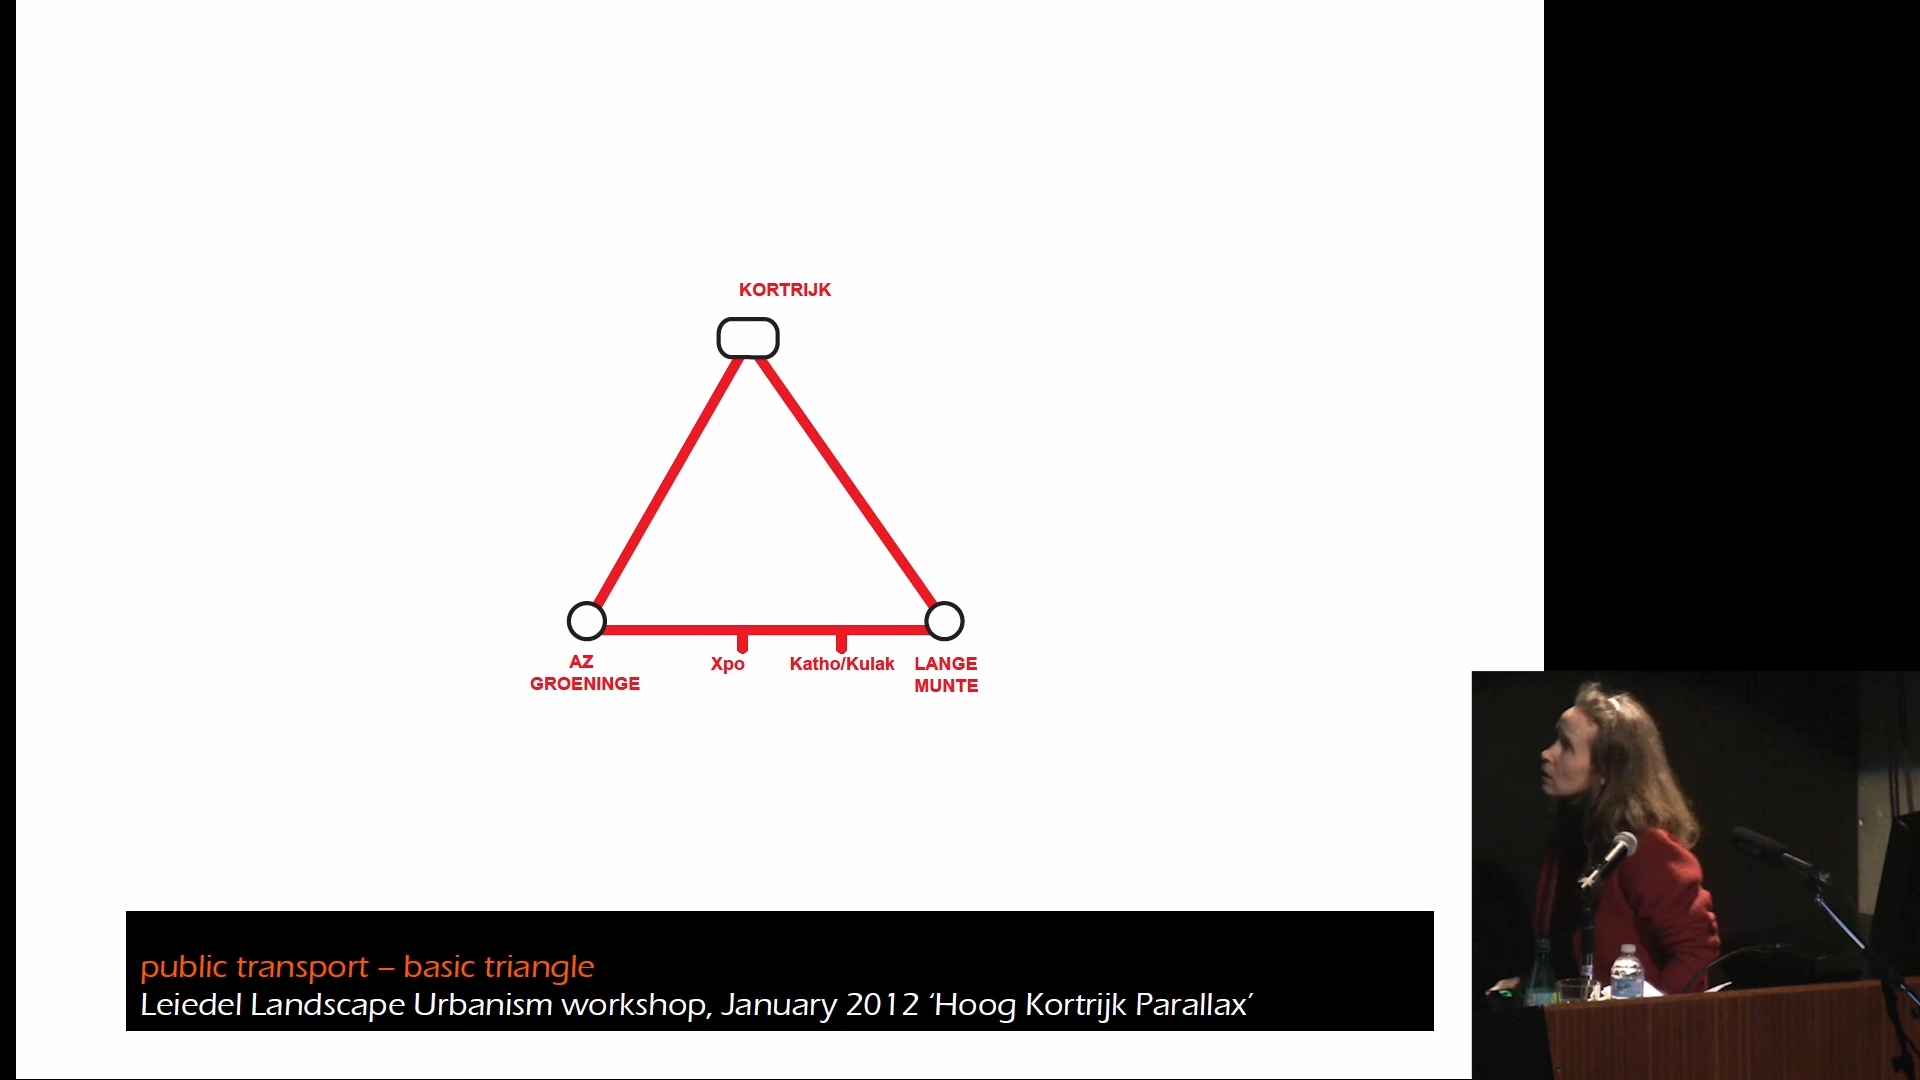 KORTRIJK
AZ
GROENINGE
Xpo
Katho/Kulak
LANGE
MUNTE
public transport – basic triangle
Leiedel Landscape Urbanism workshop, January 2012 ‘Hoog Kortrijk Parallax’